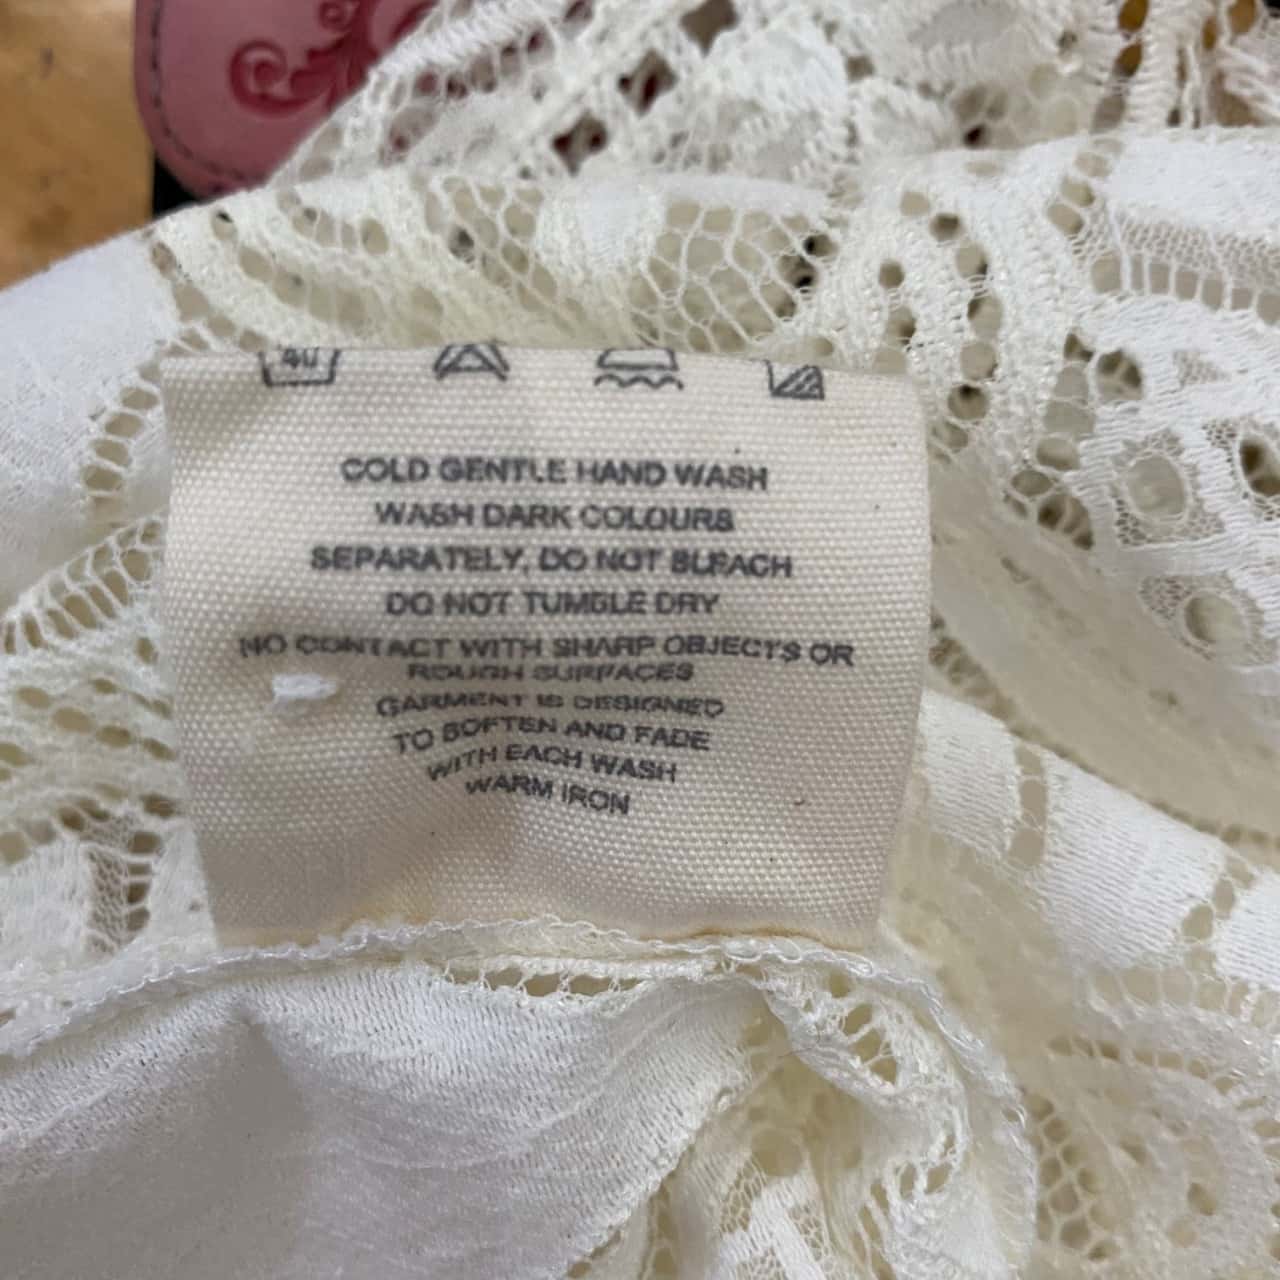 40
COLD GENTLE HAND WASH
WASH DARK COLOURS
SEPARATELY, DO NOT BLEACH
DO NOT TUMBLE DRY
NO CONTACT WITH SHARP OBJECTS OR
ROUGH SURFACES
GARMENT IS DESIGNED
TO SOFTEN AND FADE
WITH EACH WASH
WARM IRON